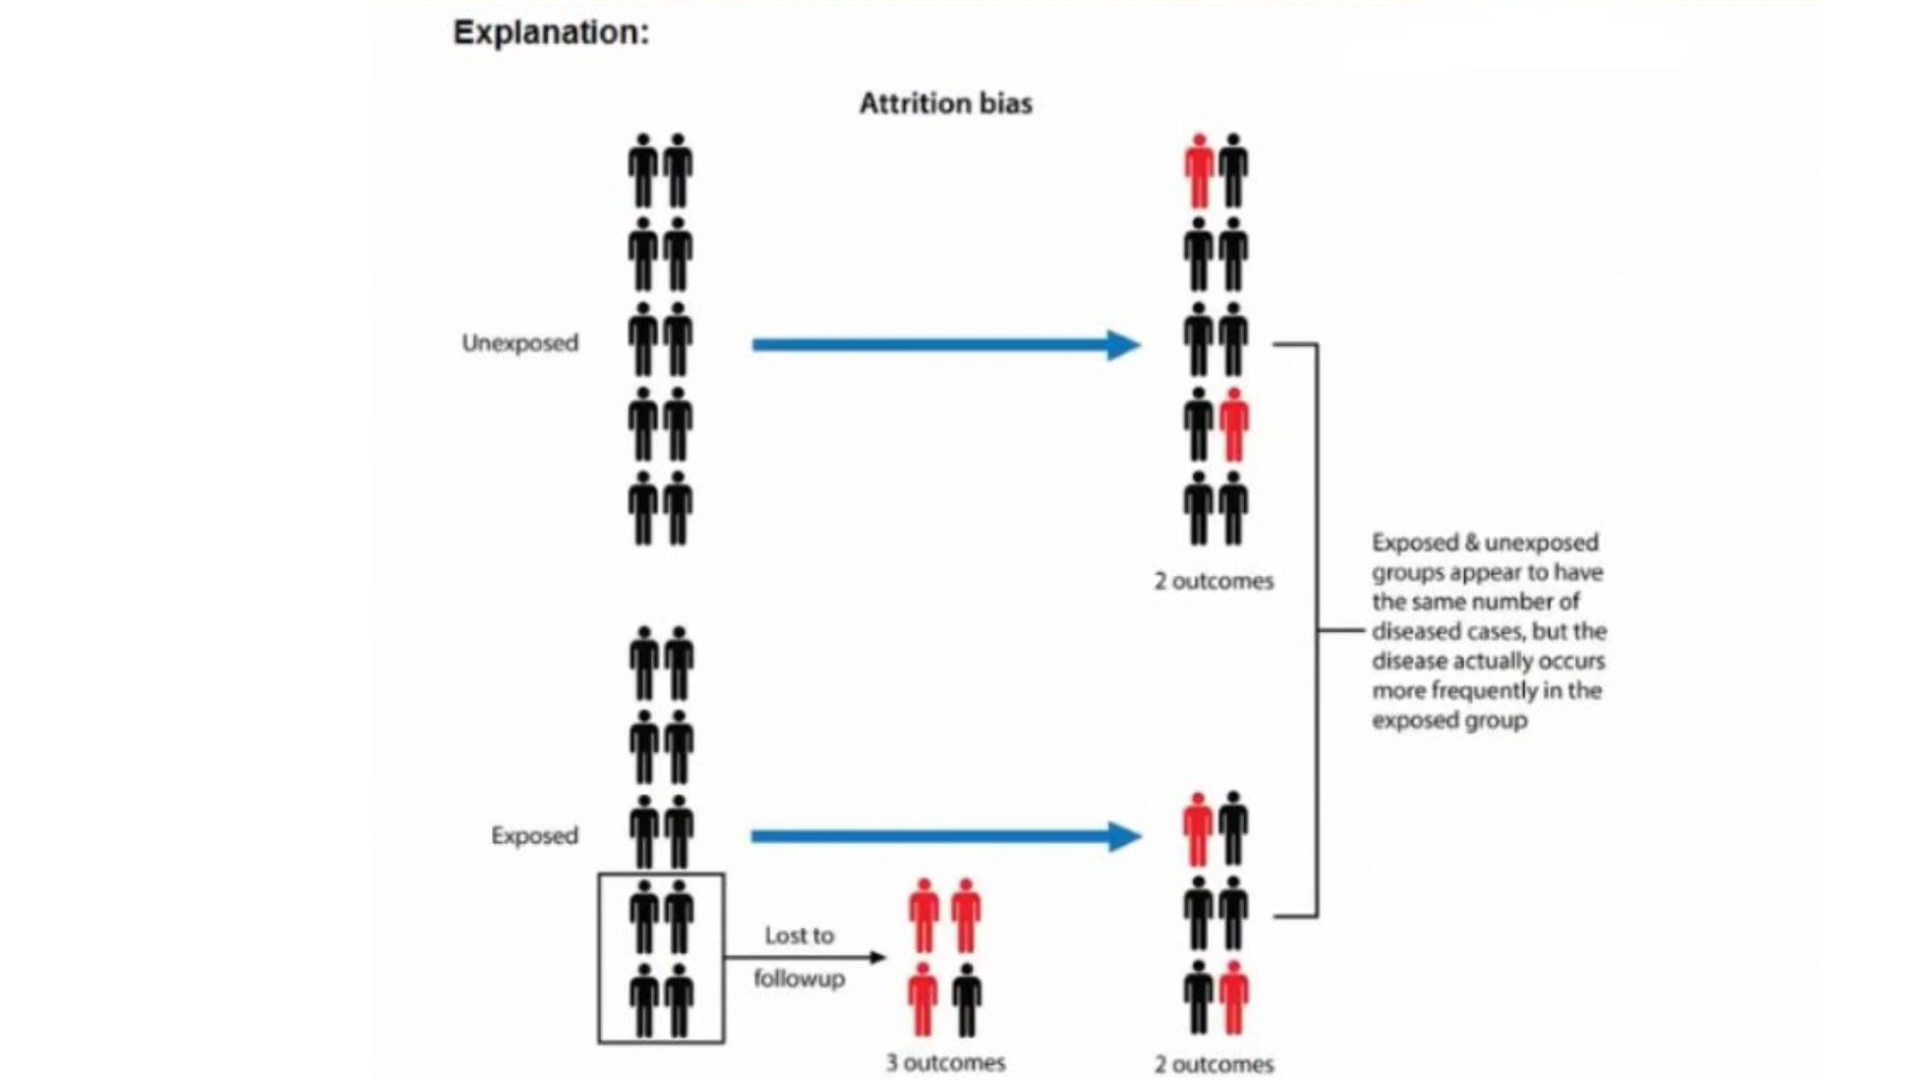 Explanation:
Attrition bias
Unexposed
2 outcomes
Exposed & unexposed
groups appear to have
the same number of
diseased cases, but the
disease actually occurs
more frequently in the
exposed group
Exposed
Lost to
followup
3 outcomes
2 outcomes